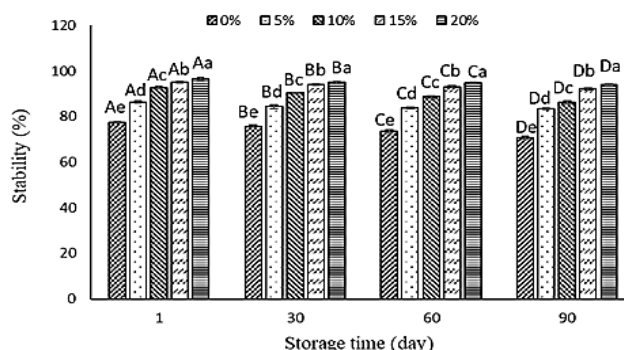 0% 5% 10% 15% 20%
120
100
80
60
40
20
0
Stability (%)
Ae Ad Ac Ab Aa
Be Bd Bc Bb Ba
Ce Cd Cc Cb Ca
De Dd Dc Db Da
1 30 60 90
Storage time (day)